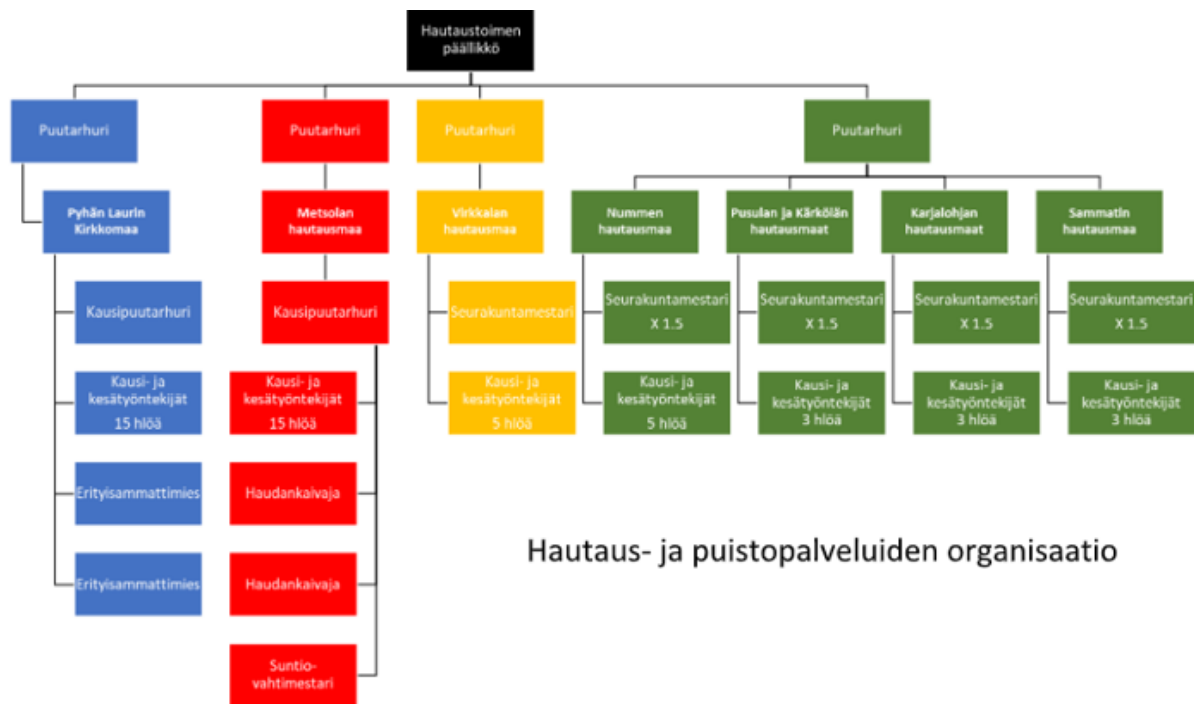 Hautaustoimen
päällikkö
Puutarhuri
Puutarhuri
Puutarhuri
Puutarhuri
Pyhän Laurin
Kirkkomaa
Metsolan
hautausmaa
Virkkalan
hautausmaa
Nummen
hautausmaa
Pusulan ja Kärkölän
hautausmaat
Karjalohjan
hautausmaat
Sammatin
hautausmaa
Kausipuutarhuri
Kausipuutarhuri
Seurakuntamestari
Seurakuntamestari
X 1.5
Seurakuntamestari
X 1.5
Seurakuntamestari
X 1.5
Seurakuntamestari
X 1.5
Kausi- ja
kesätyöntekijät
15 hlöä
Kausi- ja
kesätyöntekijät
15 hlöä
Kausi- ja
kesätyöntekijät
5 hlöä
Kausi- ja
kesätyöntekijät
5 hlöä
Kausi- ja
kesätyöntekijät
3 hlöä
Kausi- ja
kesätyöntekijät
3 hlöä
Kausi- ja
kesätyöntekijät
3 hlöä
Erityisammattimies
Haudankaivaja
Hautaus- ja puistopalveluiden organisaatio
Erityisammattimies
Haudankaivaja
Suntio-
vahtimestari